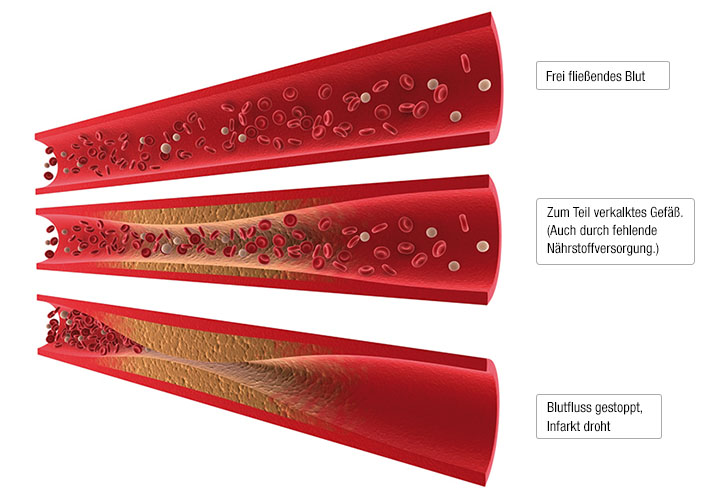 Frei fließendes Blut
Zum Teil verkalktes Gefäß.
(Auch durch fehlende
Nährstoffversorgung.)
Blutfluss gestoppt,
Infarkt droht